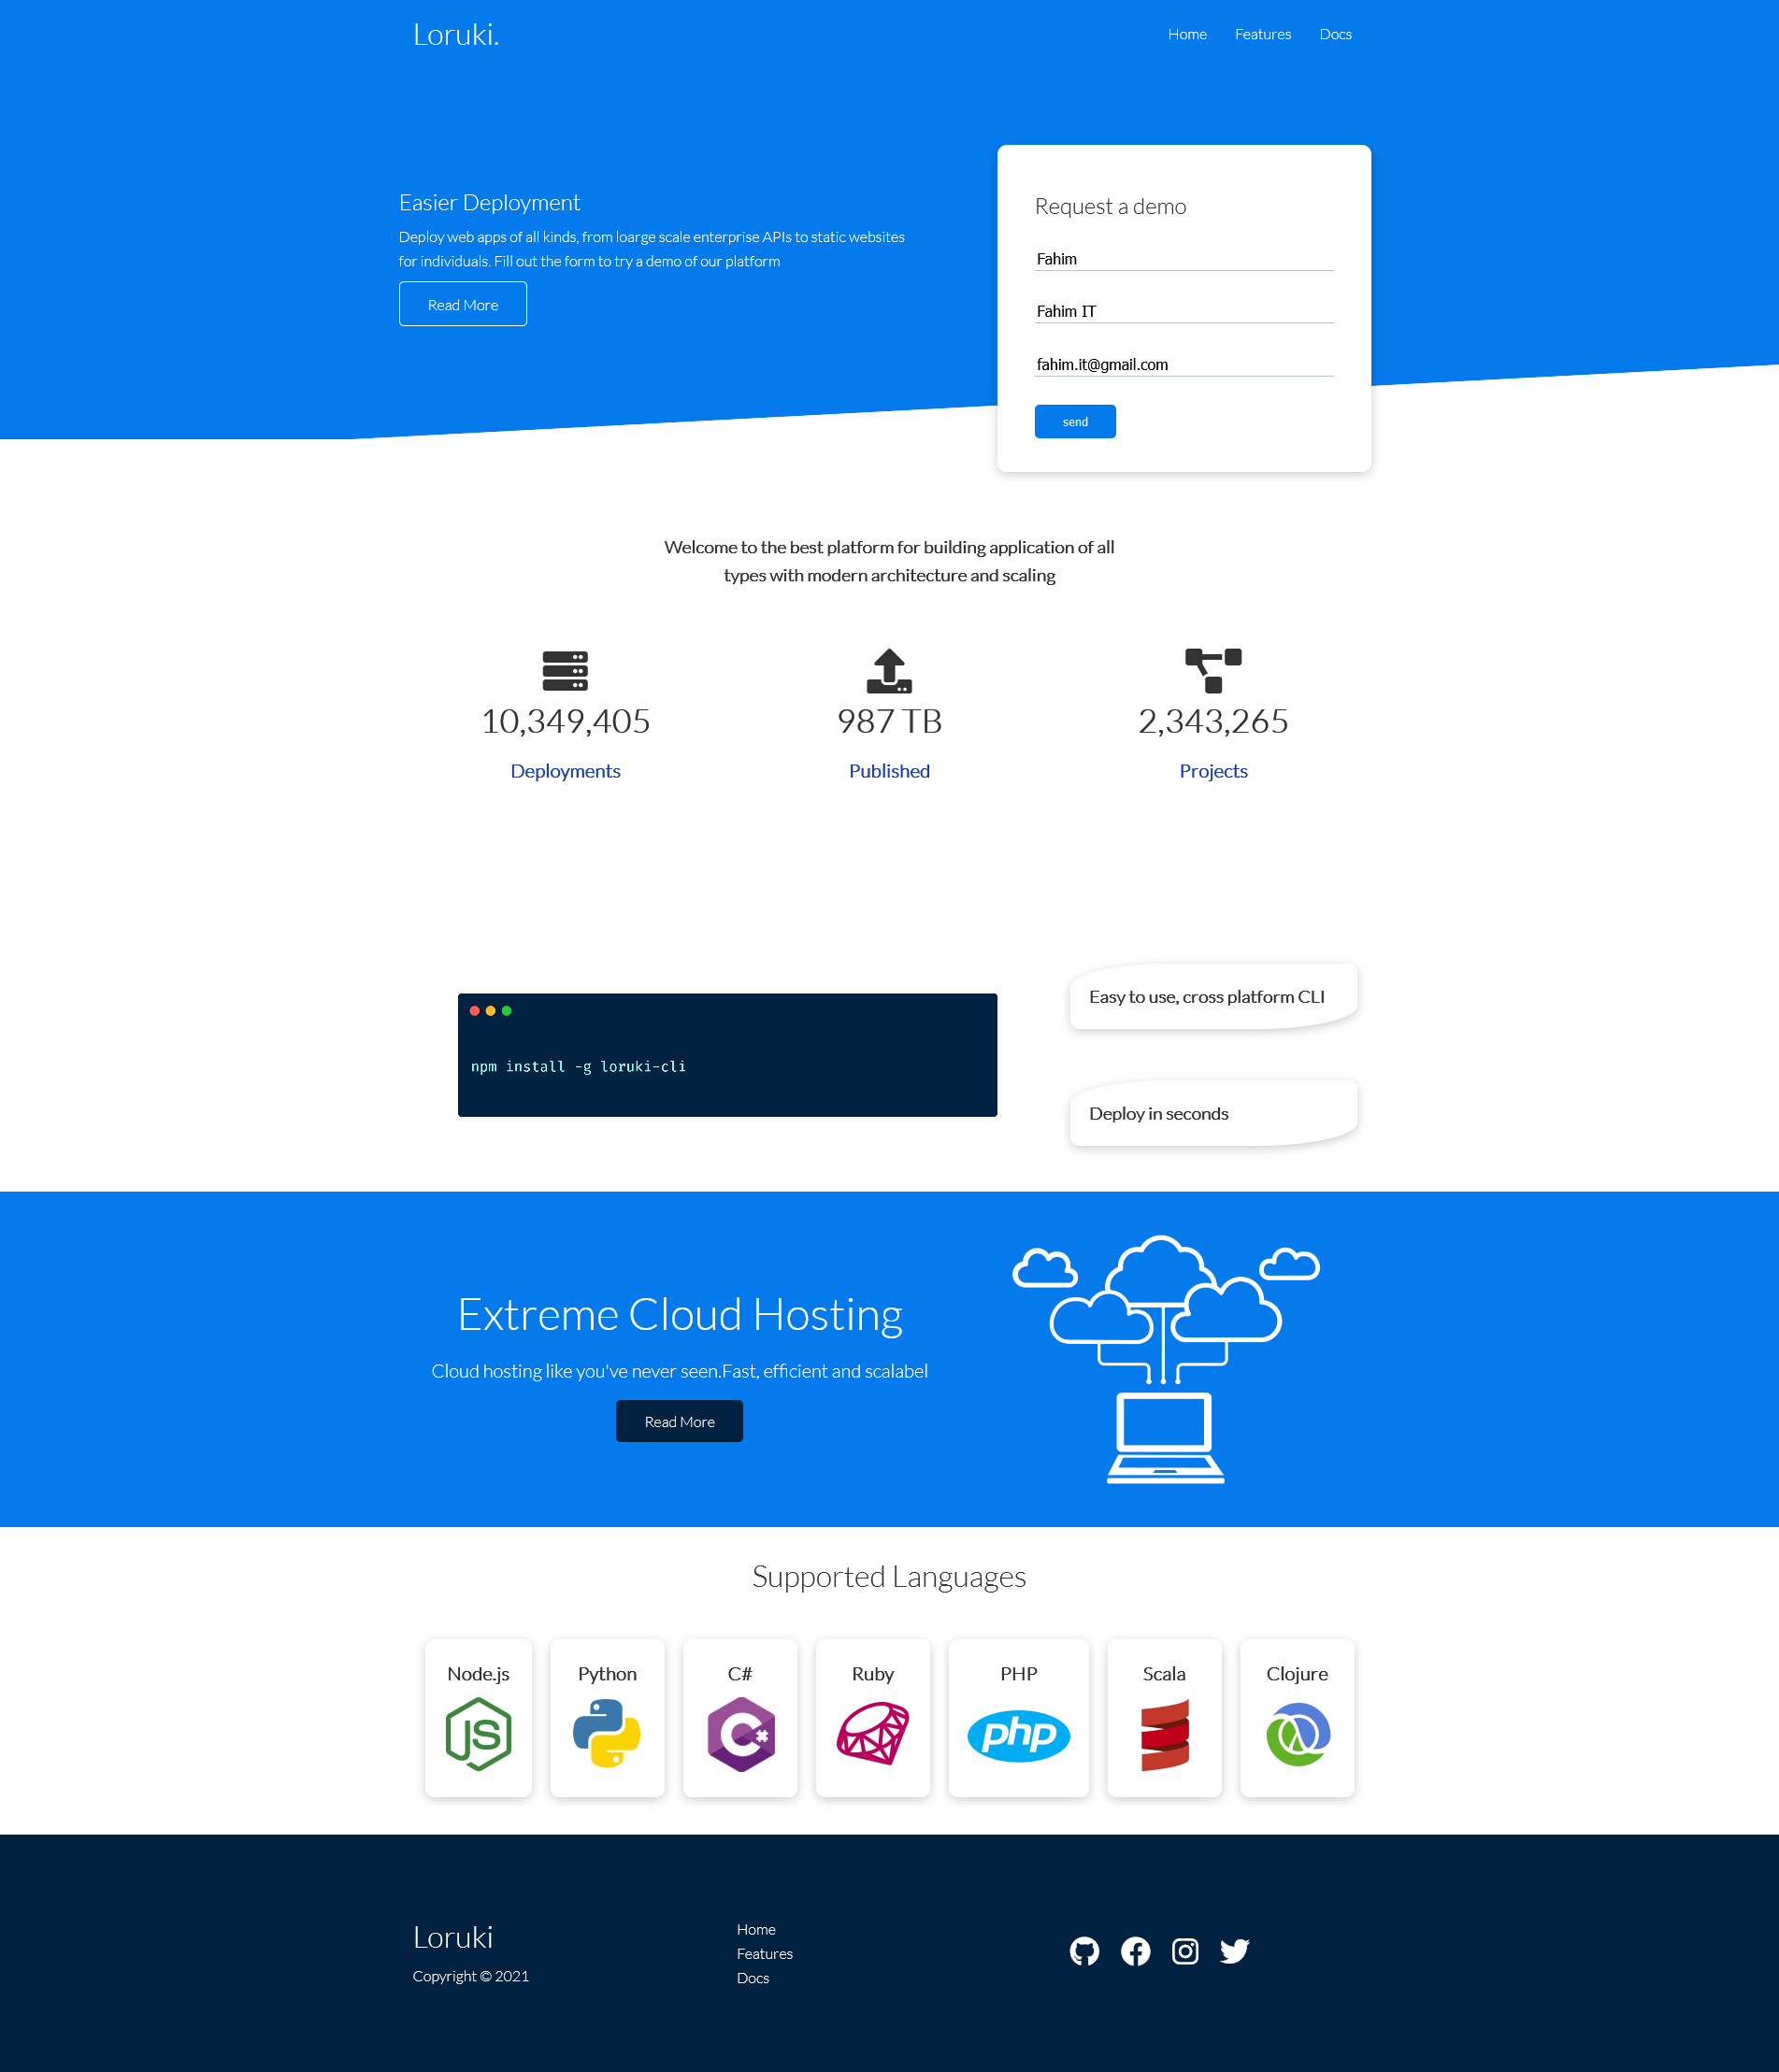 Loruki.
Home
Features
Docs
Easier Deployment
Deploy web apps of all kinds, from loarge scale enterprise APIs to static websites
for individuals. Fill out the form to try a demo of our platform
Read More
Request a demo
Fahim
Fahim IT
fahim.it@gmail.com
send
Welcome to the best platform for building application of all
types with modern architecture and scaling
10,349,405
Deployments
987 TB
Published
2,343,265
Projects
npm install -g loruki-cli
Easy to use, cross platform CLI
Deploy in seconds
Extreme Cloud Hosting
Cloud hosting like you've never seen.Fast, efficient and scalabel
Read More
Supported Languages
Node.js
JS
Python
C#
C
Ruby
PHP
php
Scala
Clojure
Loruki
Copyright © 2021
Home
Features
Docs